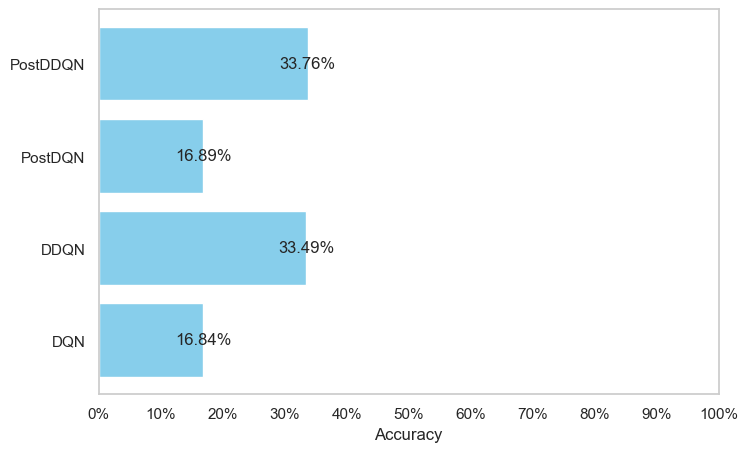 PostDDQN
33.76%
PostDQN
16.89%
DDQN
33.49%
DQN
16.84%
0% 10% 20% 30% 40% 50% 60% 70% 80% 90% 100%
Accuracy